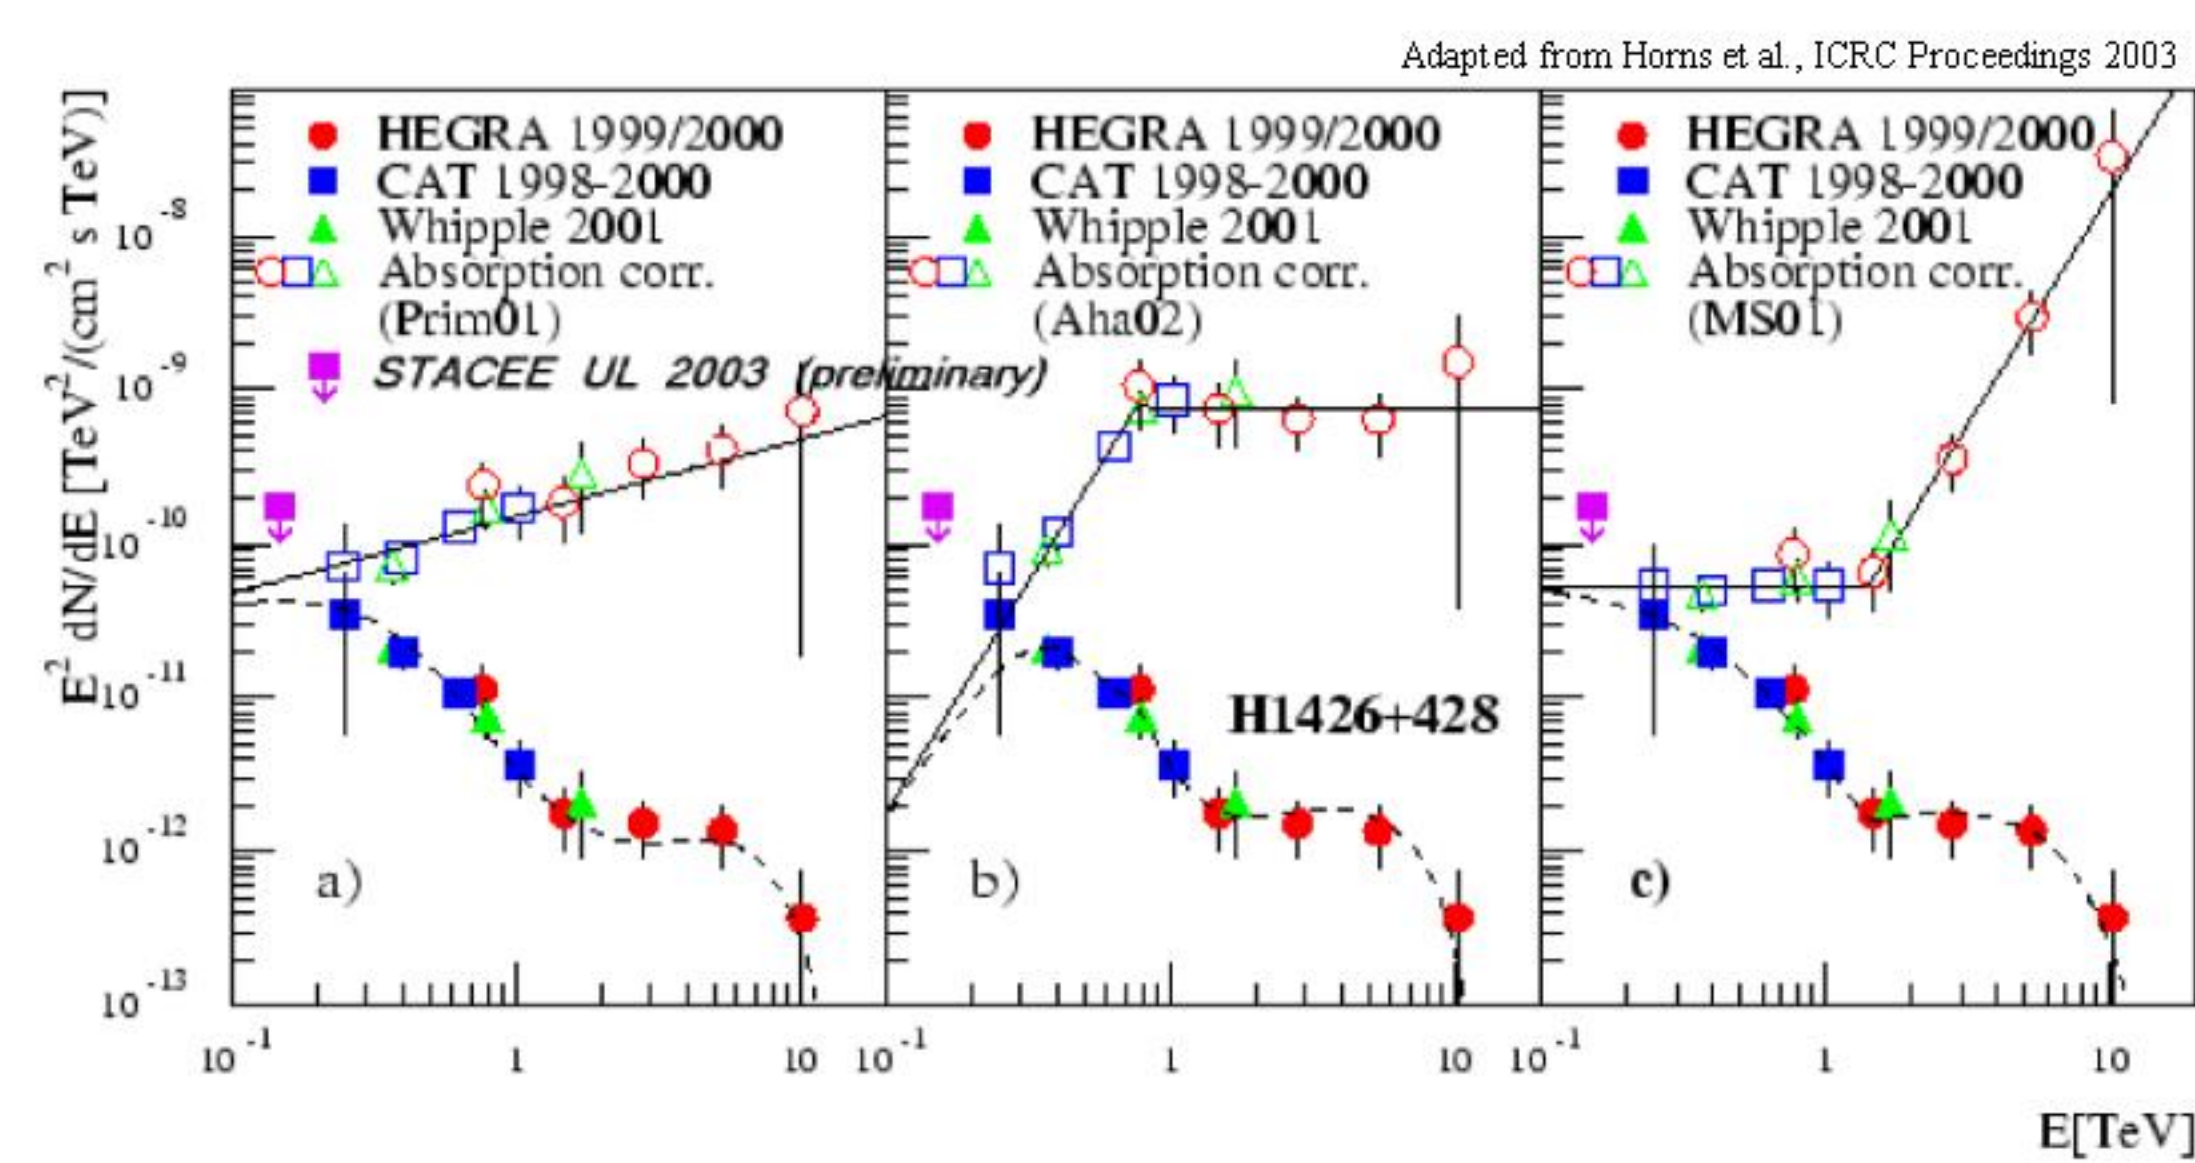 Adapted from Horns et al., ICRC Proceedings 2003
E² dN/dE [TeV²/(cm² s TeV)]
10⁻⁸
10⁻⁹
10⁻¹⁰
10⁻¹¹
10⁻¹²
10⁻¹³
HEGRA 1999/2000
CAT 1998-2000
Whipple 2001
Absorption corr.
(Prim01)
STACEE UL 2003 (preliminary)
a)
HEGRA 1999/2000
CAT 1998-2000
Whipple 2001
Absorption corr.
(Aha02)
H1426+428
b)
HEGRA 1999/2000
CAT 1998-2000
Whipple 2001
Absorption corr.
(MS01)
c)
10⁻¹ 1 10 10⁻¹ 1 10 10⁻¹ 1 10
E[TeV]